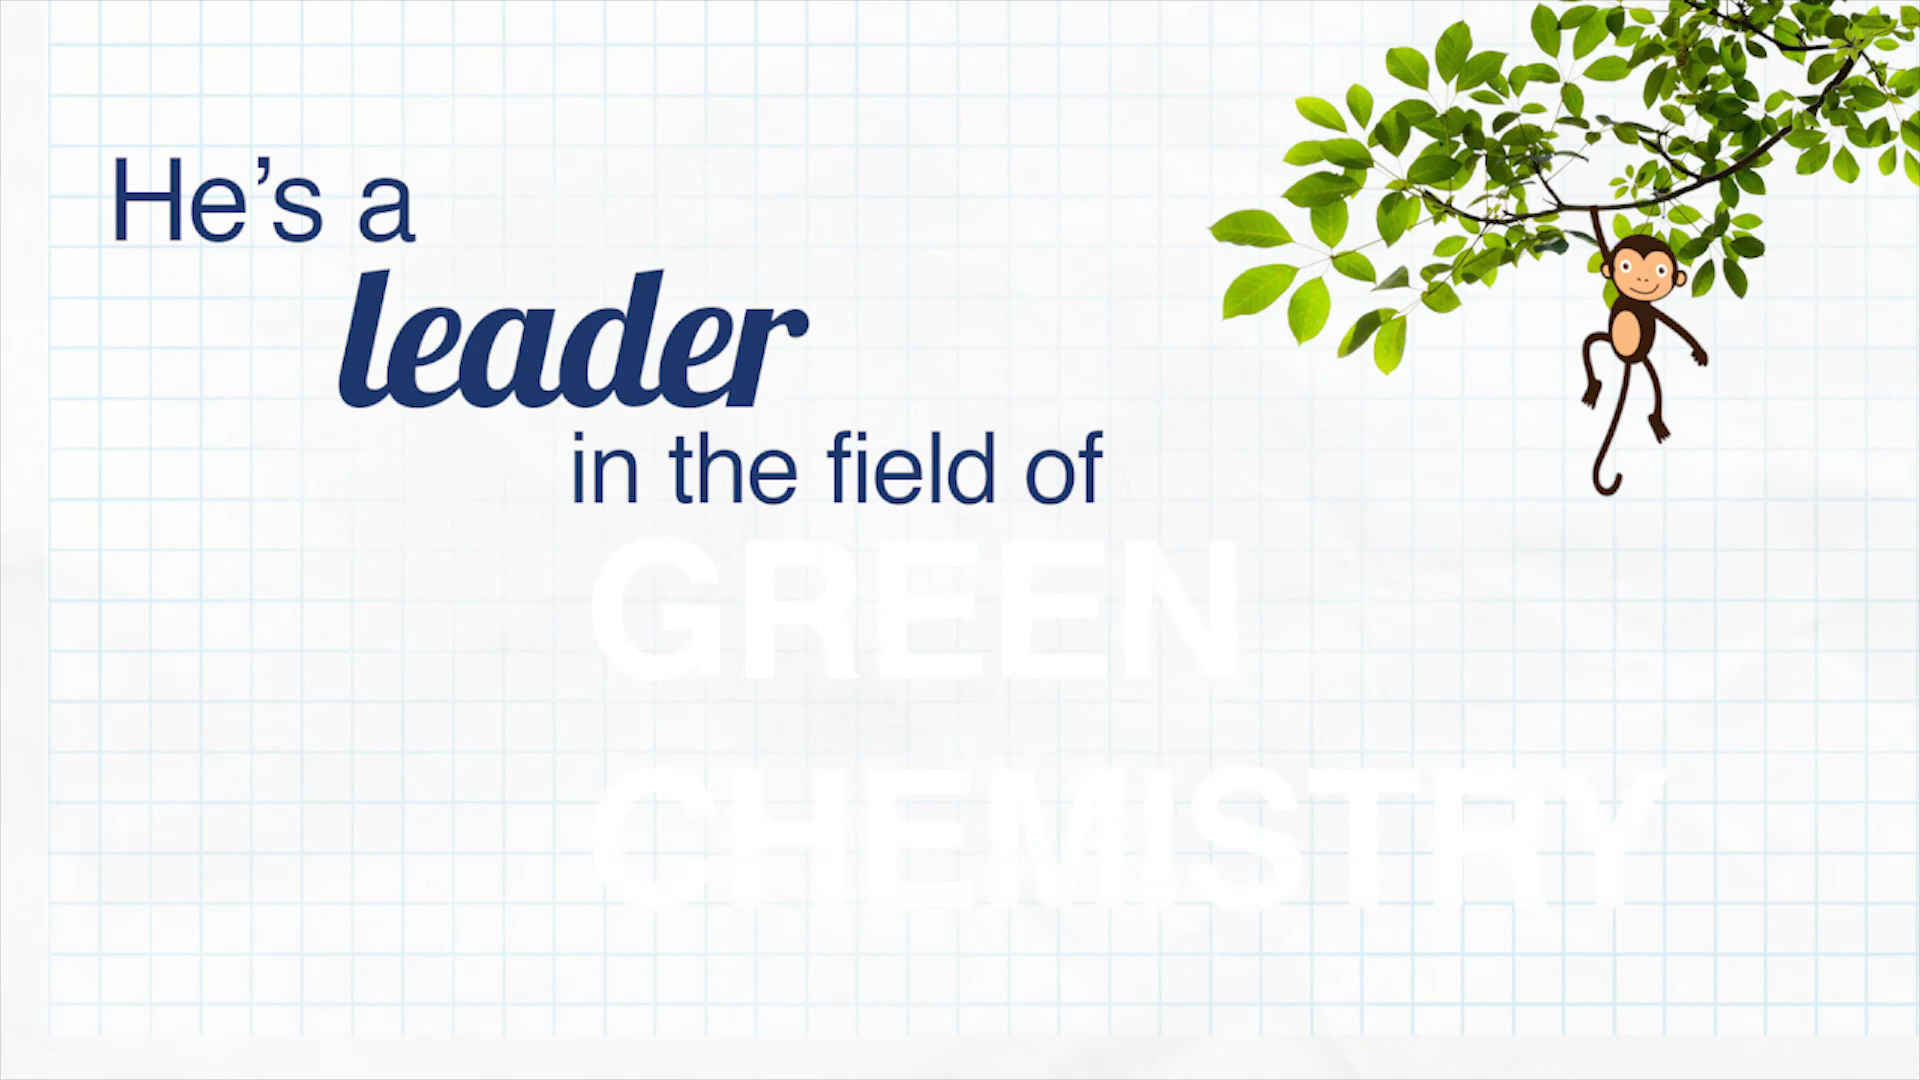 He’s a
leader
in the field of
GREEN
CHEMISTRY